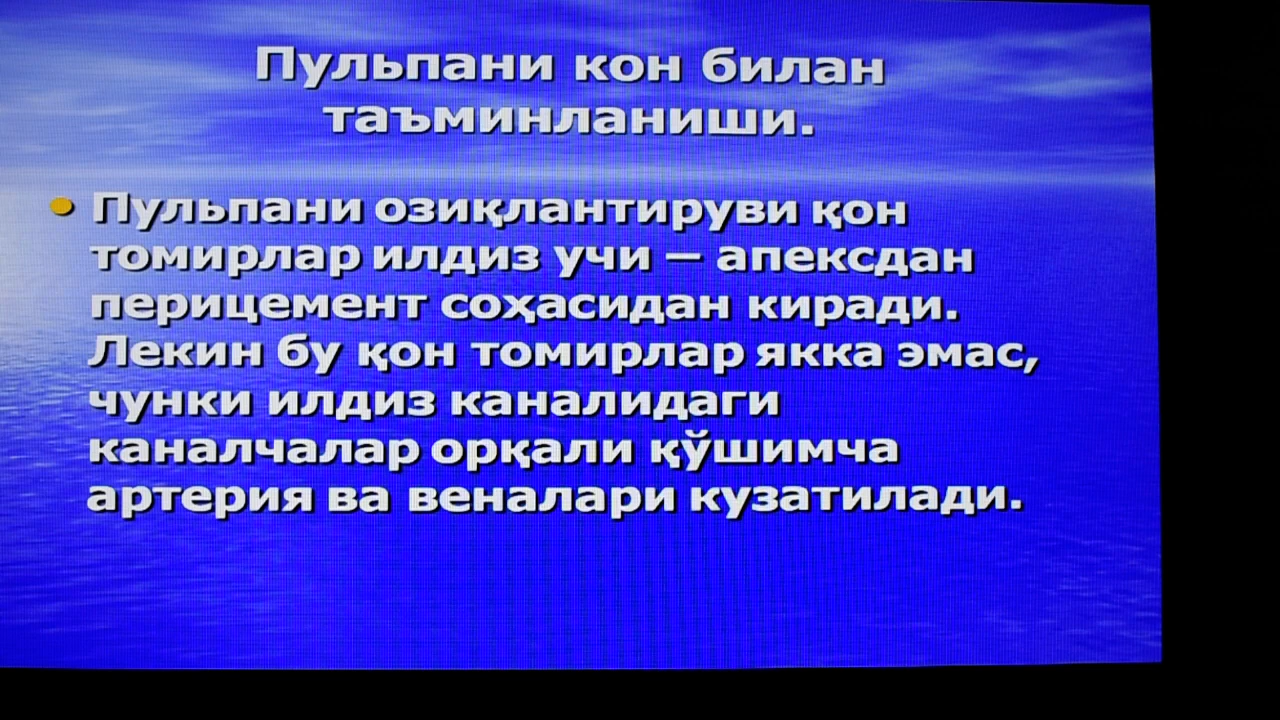 Пульпани кон билан
таъминланиши.
Пульпани озиқлантируви қон
томирлар илдиз учи – апексдан
перицемент соҳасидан киради.
Лекин бу қон томирлар якка эмас,
чунки илдиз каналидаги
каналчалар орқали қўшимча
артерия ва веналари кузатилади.